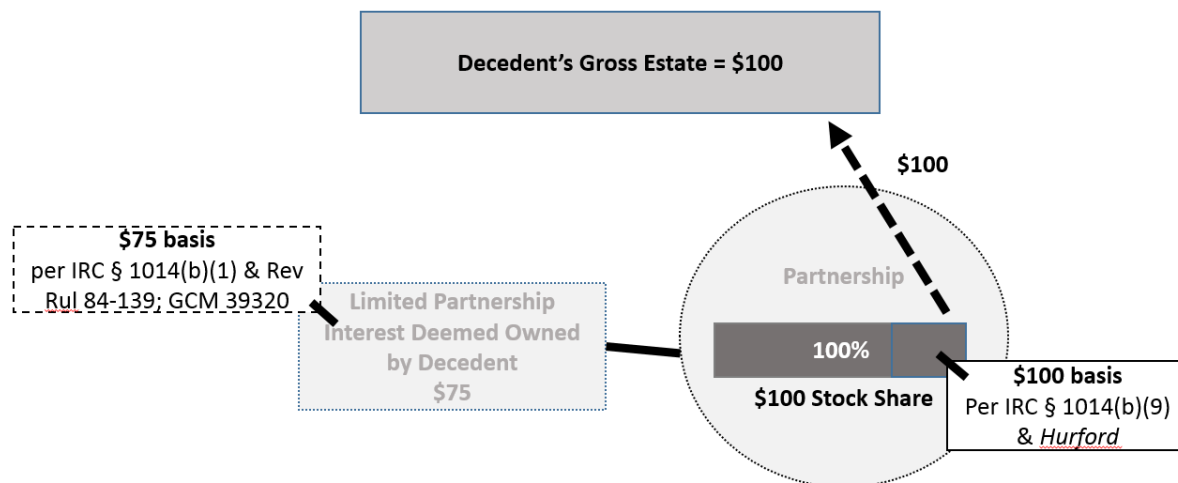 Decedent’s Gross Estate = $100
$100
$75 basis
per IRC § 1014(b)(1) & Rev
Rul 84-139; GCM 39320
Limited Partnership
Interest Deemed Owned
by Decedent
$75
Partnership
100%
$100 Stock Share
$100 basis
Per IRC § 1014(b)(9)
& Hurford